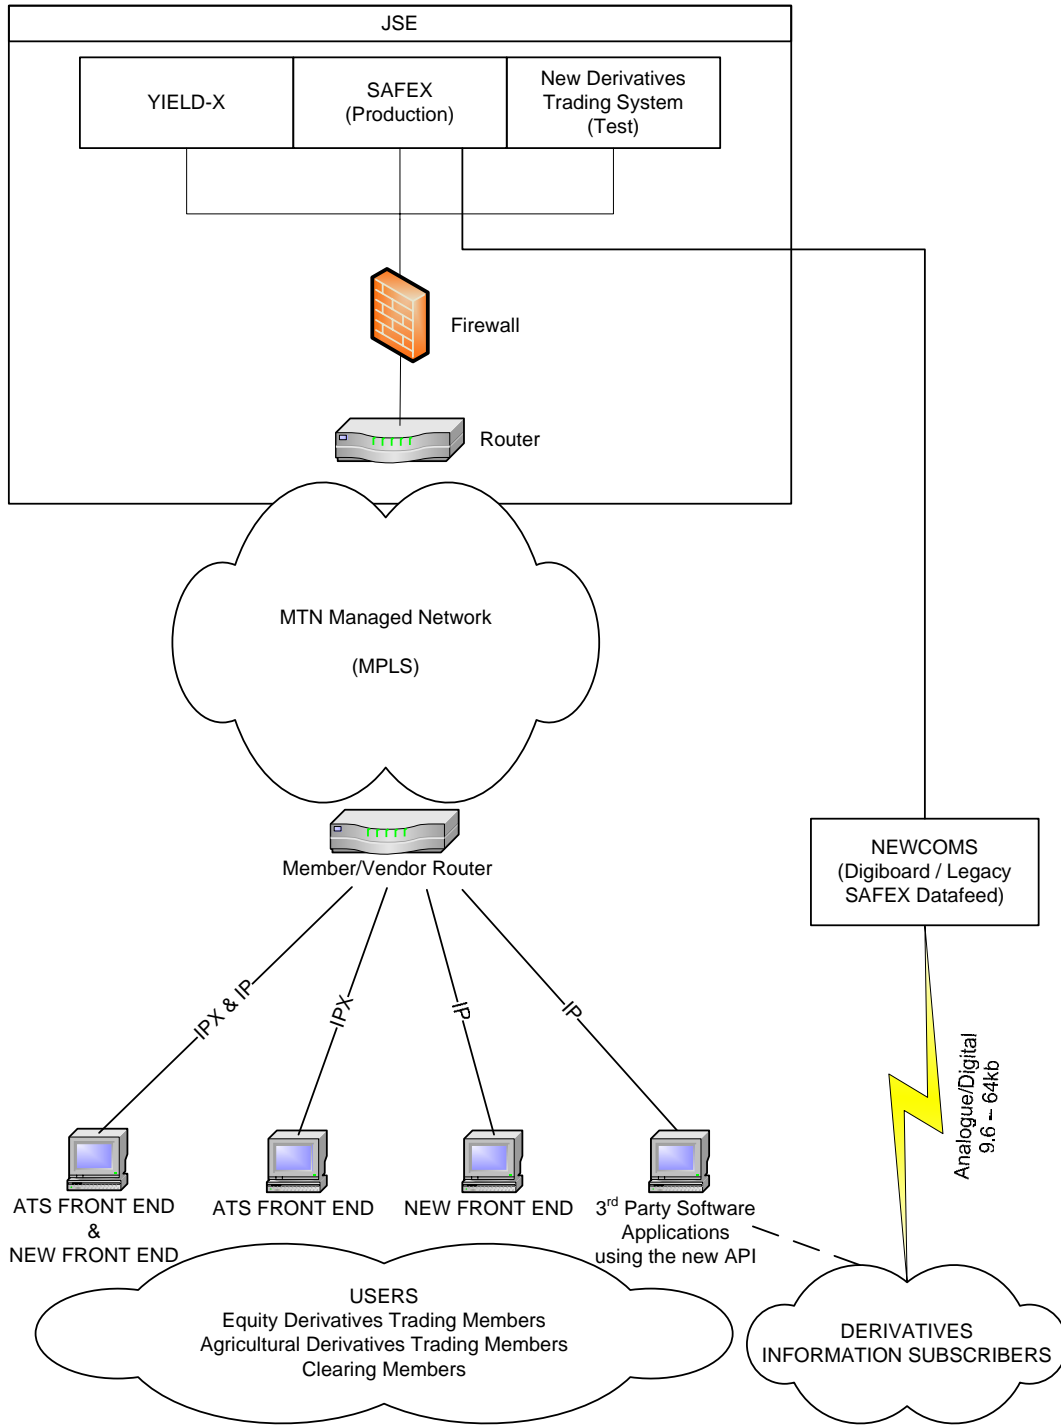 JSE
YIELD-X
SAFEX
(Production)
New Derivatives
Trading System
(Test)
Firewall
Router
MTN Managed Network
(MPLS)
Member/Vendor Router
NEWCOMS
(Digiboard / Legacy
SAFEX Datafeed)
IPX & IP
IPX
IP
IP
Analogue/Digital
9.6 – 64kb
ATS FRONT END
&
NEW FRONT END
ATS FRONT END
NEW FRONT END
3rd Party Software
Applications
using the new API
USERS
Equity Derivatives Trading Members
Agricultural Derivatives Trading Members
Clearing Members
DERIVATIVES
INFORMATION SUBSCRIBERS